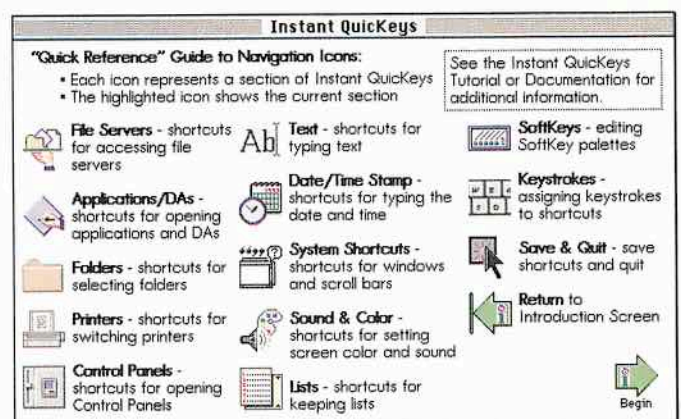 Instant QuicKeys
"Quick Reference" Guide to Navigation Icons:
• Each icon represents a section of Instant QuicKeys
• The highlighted icon shows the current section
See the Instant QuicKeys
Tutorial or Documentation for
additional information.
File Servers - shortcuts
for accessing file
servers
Applications/DAs -
shortcuts for opening
applications and DAs
Folders - shortcuts for
selecting folders
Printers - shortcuts for
switching printers
Control Panels -
shortcuts for opening
Control Panels
Ab
Text - shortcuts for
typing text
Date/Time Stamp -
shortcuts for typing the
date and time
System Shortcuts -
shortcuts for windows
and scroll bars
Sound & Color -
shortcuts for setting
screen color and sound
Lists - shortcuts for
keeping lists
SoftKeys - editing
SoftKey palettes
Keystrokes -
assigning keystrokes
to shortcuts
Save & Quit - save
shortcuts and quit
Return to
Introduction Screen
Begin